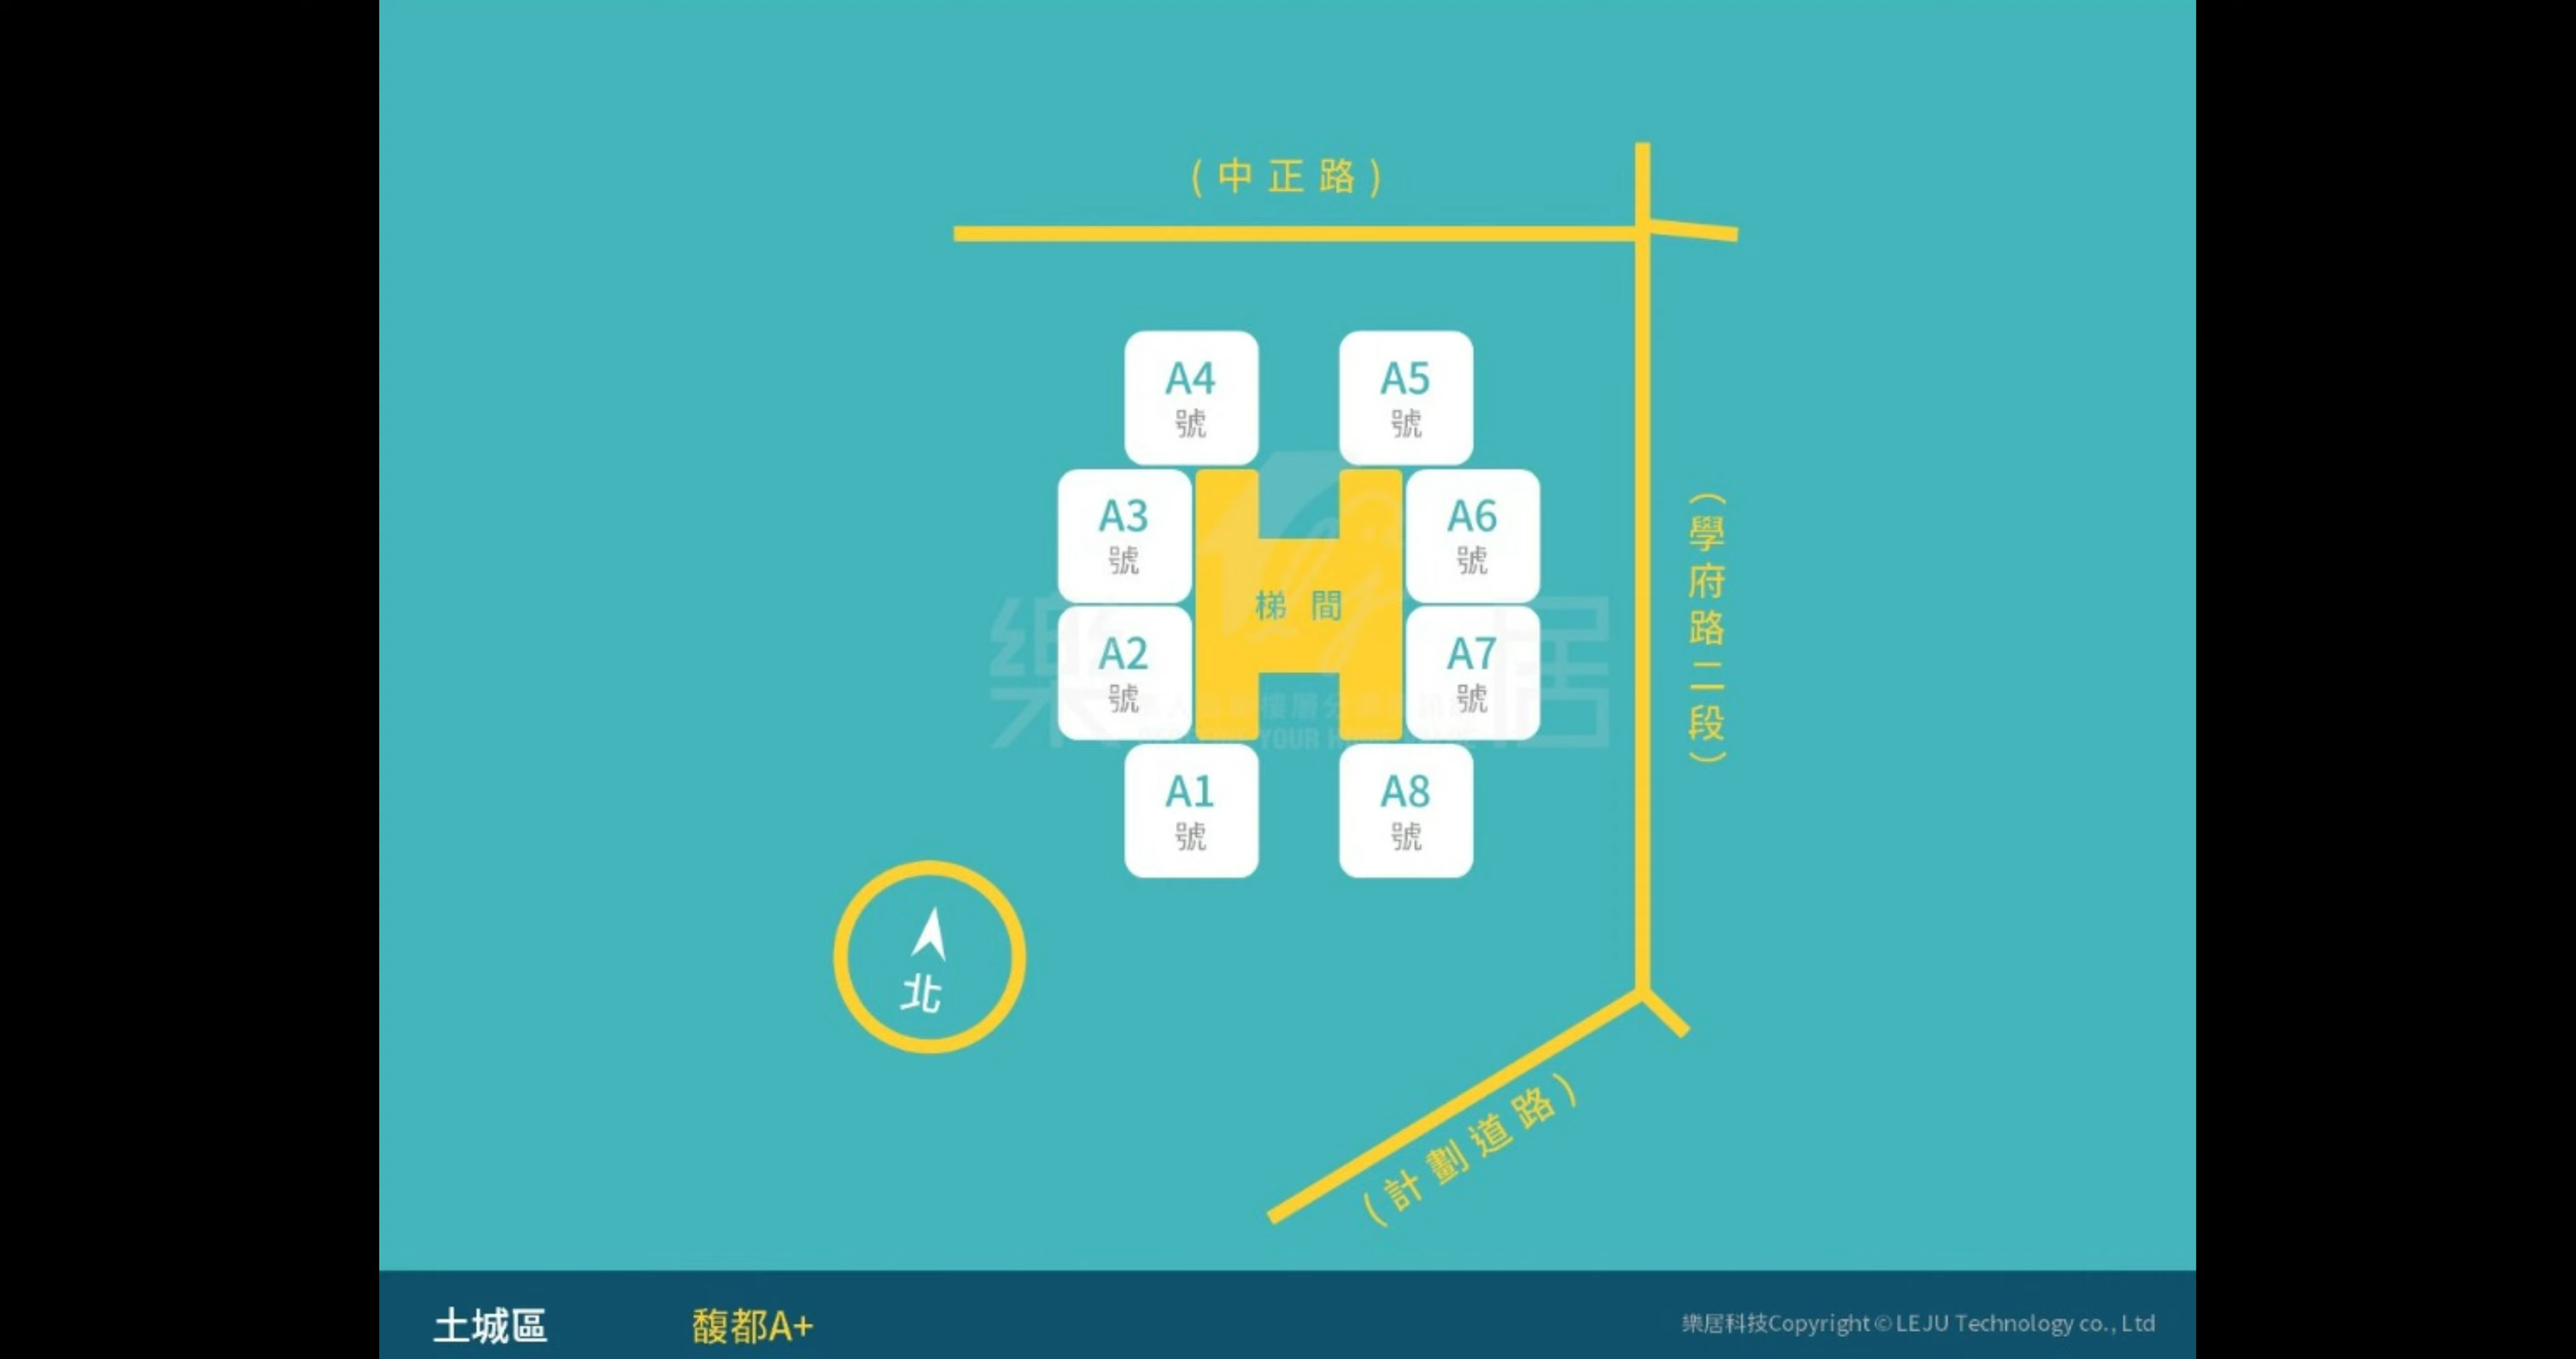 (中正路)
A4
號
A5
號
A3
號
A6
號
(學府路二段)
梯間
A2
號
A7
號
樂居
A1
號
A8
號
北
(計劃道路)
土城區
馥都A+
樂居科技Copyright © LEJU Technology co., Ltd